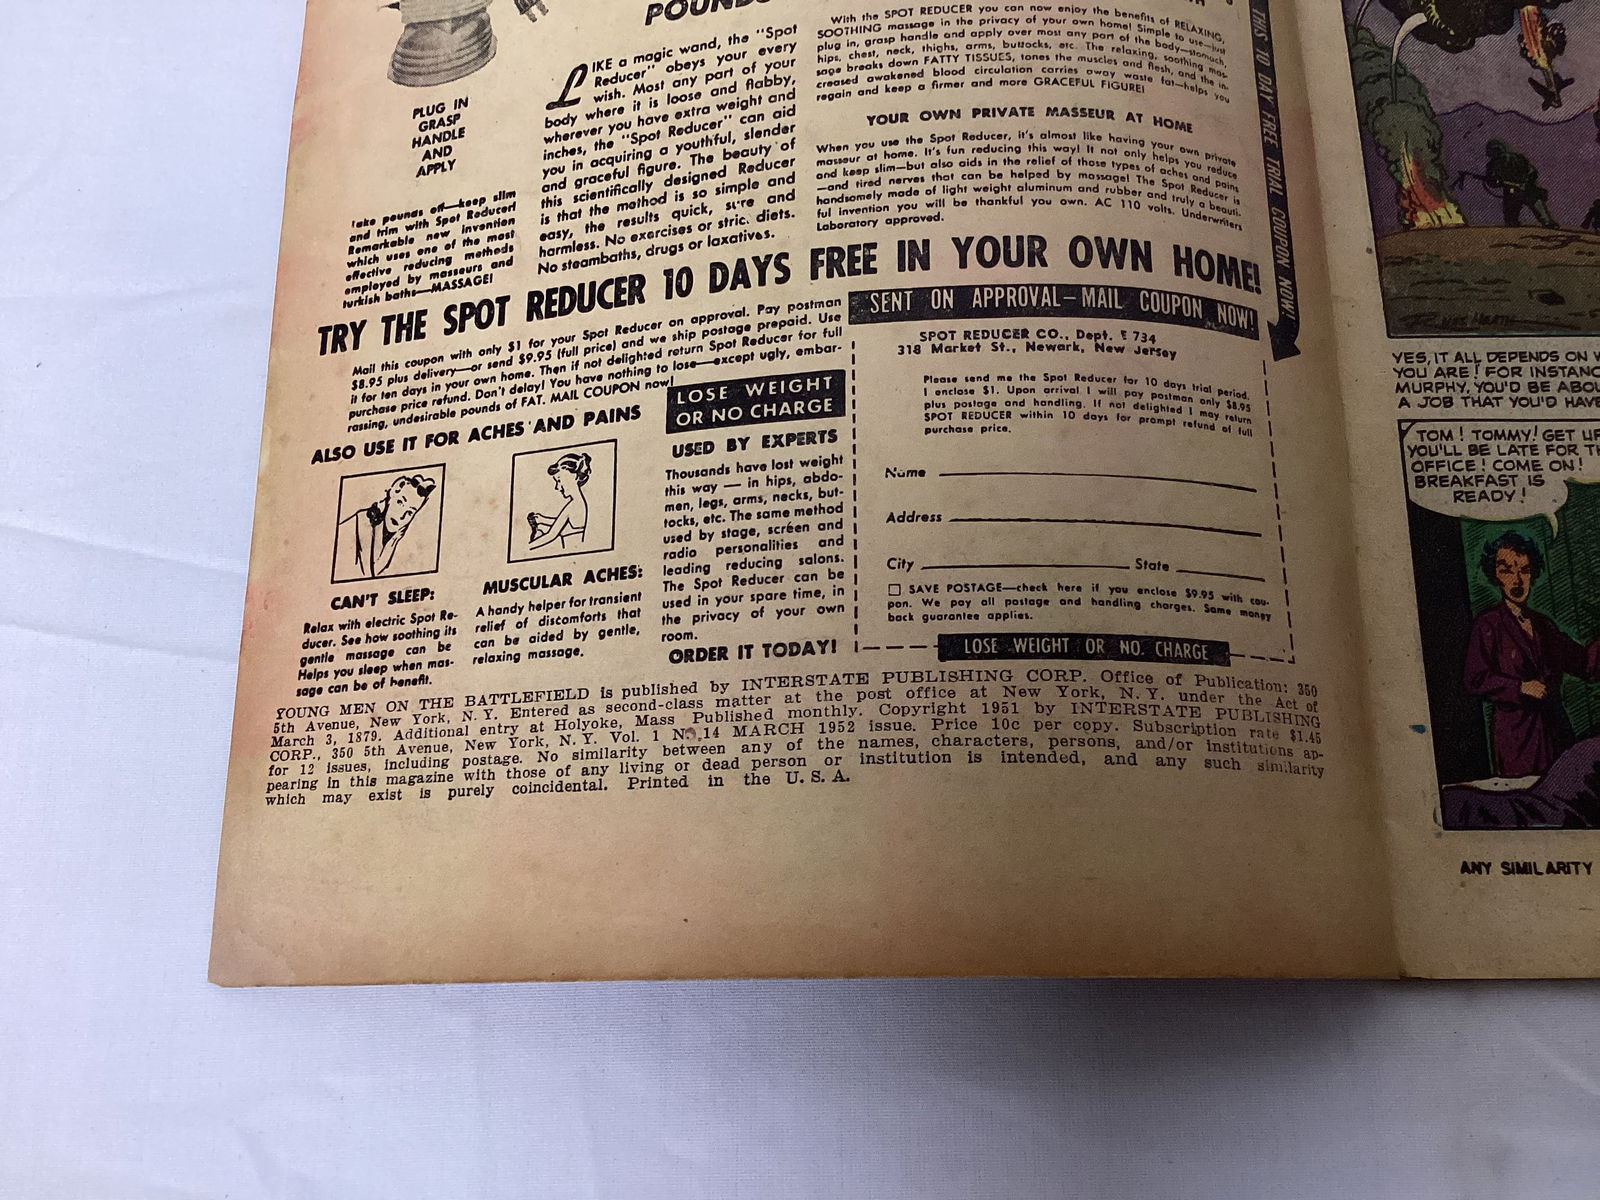 POUNDS
PLUG IN
GRASP
HANDLE
AND
APPLY
Take pounds off—keep slim
and trim with Spot Reducer!
Remarkable new invention
which uses one of the most
effective reducing methods
employed by masseurs and
turkish baths—MASSAGE!
LIKE a magic wand, the "Spot
Reducer" obeys your every
wish. Most any part of your
body where it is loose and flabby,
wherever you have extra weight and
inches, the "Spot Reducer" can aid
you in acquiring a youthful, slender
and graceful figure. The beauty of
this scientifically designed Reducer
is that the method is so simple and
easy, the results quick, sure and
harmless. No exercises or strict diets.
No steambaths, drugs or laxatives.
With the SPOT REDUCER you can now enjoy the benefits of RELAXING,
SOOTHING massage in the privacy of your own home! Simple to use—just
plug in, grasp handle and apply over most any part of the body—stomach,
hips, chest, neck, thighs, arms, buttocks, etc. The relaxing, soothing mas-
sage breaks down FATTY TISSUES, tones the muscles and flesh, and the in-
creased awakened blood circulation carries away waste fat—helps you
regain and keep a firmer and more GRACEFUL FIGURE!
YOUR OWN PRIVATE MASSEUR AT HOME
When you use the Spot Reducer, it's almost like having your own private
masseur at home. It's fun reducing this way! It not only helps you reduce
and keep slim—but also aids in the relief of those types of aches and pains
—and tired nerves that can be helped by massage! The Spot Reducer is
handsomely made of light weight aluminum and rubber and truly a beauti-
ful invention you will be thankful you own. AC 110 volts. Underwriters
Laboratory approved.
THIS 10 DAY FREE TRIAL COUPON NOW!
TRY THE SPOT REDUCER 10 DAYS FREE IN YOUR OWN HOME!
Mail this coupon with only $1 for your Spot Reducer on approval. Pay postman
$8.95 plus delivery—or send $9.95 (full price) and we ship postage prepaid. Use
it for ten days in your own home. Then if not delighted return Spot Reducer for full
purchase price refund. Don't delay! You have nothing to lose—except ugly, embar-
rassing, undesirable pounds of FAT. MAIL COUPON now!
ALSO USE IT FOR ACHES AND PAINS
CAN'T SLEEP:
Relax with electric Spot Re-
ducer. See how soothing its
gentle massage can be
Helps you sleep when mas-
sage can be of benefit.
MUSCULAR ACHES:
A handy helper for transient
relief of discomforts that
can be aided by gentle,
relaxing massage.
LOSE WEIGHT
OR NO CHARGE
USED BY EXPERTS
Thousands have lost weight
this way — in hips, abdo-
men, legs, arms, necks, but-
tocks, etc. The same method
used by stage, screen and
radio personalities and
leading reducing salons.
The Spot Reducer can be
used in your spare time, in
the privacy of your own
room.
ORDER IT TODAY!
SENT ON APPROVAL—MAIL COUPON NOW!
SPOT REDUCER CO., Dept. E 734
318 Market St., Newark, New Jersey
Please send me the Spot Reducer for 10 days trial period.
I enclose $1. Upon arrival I will pay postman only $8.95
plus postage and handling. If not delighted I may return
SPOT REDUCER within 10 days for prompt refund of full
purchase price.
Name
Address
City State
SAVE POSTAGE—check here if you enclose $9.95 with cou-
pon. We pay all postage and handling charges. Same money
back guarantee applies.
LOSE WEIGHT OR NO CHARGE
YOUNG MEN ON THE BATTLEFIELD is published by INTERSTATE PUBLISHING CORP. Office of Publication: 350
5th Avenue, New York, N. Y. Entered as second-class matter at the post office at New York, N. Y. under the Act of
March 3, 1879. Additional entry at Holyoke, Mass Published monthly. Copyright 1951 by INTERSTATE PUBLISHING
CORP., 350 5th Avenue, New York, N. Y. Vol. 1 No. 14 MARCH 1952 issue. Price 10c per copy. Subscription rate $1.45
for 12 issues, including postage. No similarity between any of the names, characters, persons, and/or institutions ap-
pearing in this magazine with those of any living or dead person or institution is intended, and any such similarity
which may exist is purely coincidental. Printed in the U. S. A.
RUSS HEATH
YES, IT ALL DEPENDS ON
YOU ARE! FOR INSTANC
MURPHY, YOU'D BE ABOU
A JOB THAT YOU'D HAVE
TOM! TOMMY! GET UP
YOU'LL BE LATE FOR TH
OFFICE! COME ON!
BREAKFAST IS
READY!
ANY SIMILARITY